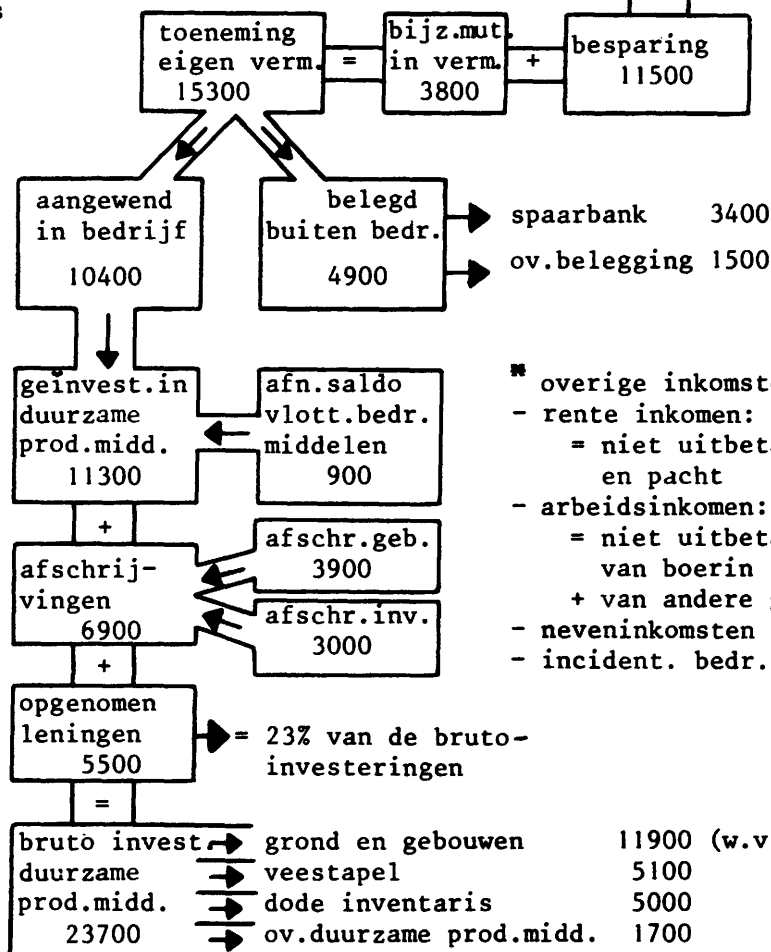 toeneming
eigen verm.
15300
=
bijz.mut.
in verm.
3800
+
besparing
11500
aangewend
in bedrijf
10400
belegd
buiten bedr.
4900
spaarbank 3400
ov.belegging 1500
geïnvest.in
duurzame
prod.midd.
11300
afn.saldo
vlott.bedr.
middelen
900
+
afschrij-
vingen
6900
afschr.geb.
3900
afschr.inv.
3000
+
opgenomen
leningen
5500
= 23% van de bruto-
investeringen
=
bruto invest.
duurzame
prod.midd.
23700
grond en gebouwen 11900 (w.v
veestapel 5100
dode inventaris 5000
ov.duurzame prod.midd. 1700
* overige inkomste
- rente inkomen:
= niet uitbeta
en pacht
- arbeidsinkomen:
= niet uitbeta
van boerin
+ van andere
- neveninkomsten
- incident. bedr.